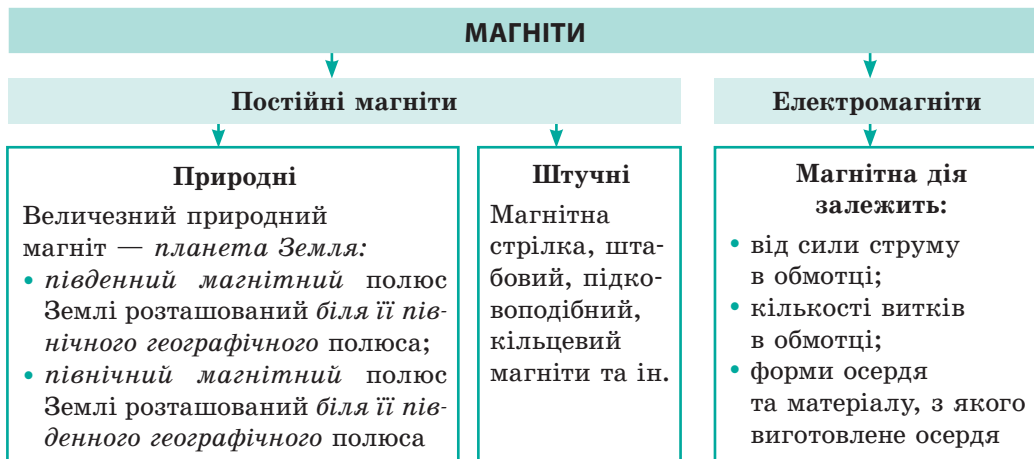 МАГНІТИ
Постійні магніти
Електромагніти
Природні
Величезний природний
магніт — планета Земля:
• південний магнітний полюс
Землі розташований біля її пів-
нічного географічного полюса;
• північний магнітний полюс
Землі розташований біля її пів-
денного географічного полюса
Штучні
Магнітна
стрілка, шта-
бовий, підко-
воподібний,
кільцевий
магніти та ін.
Магнітна дія
залежить:
• від сили струму
в обмотці;
• кількості витків
в обмотці;
• форми осердя
та матеріалу, з якого
виготовлене осердя